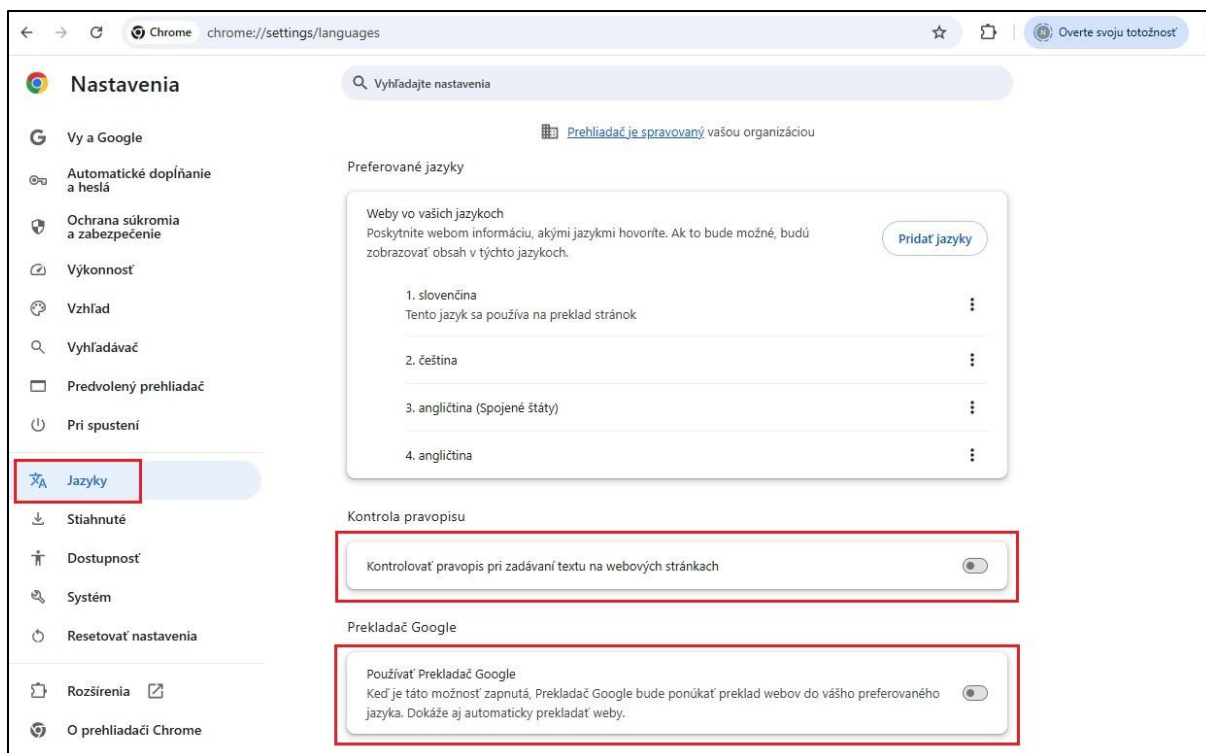 Chrome chrome://settings/languages
N Overte svoju totožnosť
Nastavenia
Vyhľadajte nastavenia
Vy a Google
Automatické dopĺňanie
a heslá
Ochrana súkromia
a zabezpečenie
Výkonnosť
Vzhľad
Vyhľadávač
Predvolený prehliadač
Pri spustení
Jazyky
Stiahnuté
Dostupnosť
Systém
Resetovať nastavenia
Rozšírenia
O prehliadači Chrome
Prehliadač je spravovaný vašou organizáciou
Preferované jazyky
Weby vo vašich jazykoch
Poskytnite webom informáciu, akými jazykmi hovoríte. Ak to bude možné, budú
zobrazovať obsah v týchto jazykoch.
Pridať jazyky
1. slovenčina
Tento jazyk sa používa na preklad stránok
2. čeština
3. angličtina (Spojené štáty)
4. angličtina
Kontrola pravopisu
Kontrolovať pravopis pri zadávaní textu na webových stránkach
Prekladač Google
Používať Prekladač Google
Keď je táto možnosť zapnutá, Prekladač Google bude ponúkať preklad webov do vášho preferovaného
jazyka. Dokáže aj automaticky prekladať weby.